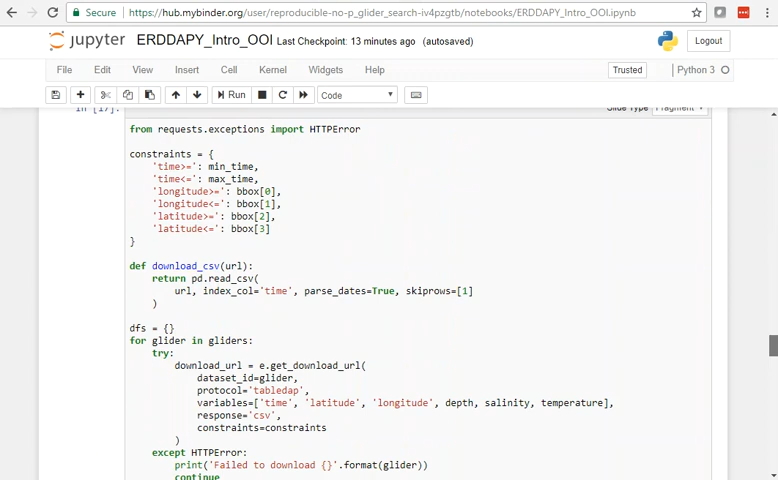 Secure https://hub.mybinder.org/user/reproducible-no-p_glider_search-iv4pzgtb/notebooks/ERDDAPY_Intro_OOI.ipynb
jupyter ERDDAPY_Intro_OOI Last Checkpoint: 13 minutes ago (autosaved) Logout
File Edit View Insert Cell Kernel Widgets Help Trusted Python 3
Run Code
In [17]: Slide Type Fragment
from requests.exceptions import HTTPError
constraints = {
'time>=': min_time,
'time<=': max_time,
'longitude>=': bbox[0],
'longitude<=': bbox[1],
'latitude>=': bbox[2],
'latitude<=': bbox[3]
}
def download_csv(url):
return pd.read_csv(
url, index_col='time', parse_dates=True, skiprows=[1]
)
dfs = {}
for glider in gliders:
try:
download_url = e.get_download_url(
dataset_id=glider,
protocol='tabledap',
variables=['time', 'latitude', 'longitude', depth, salinity, temperature],
response='csv',
constraints=constraints
)
except HTTPError:
print('Failed to download {}'.format(glider))
continue